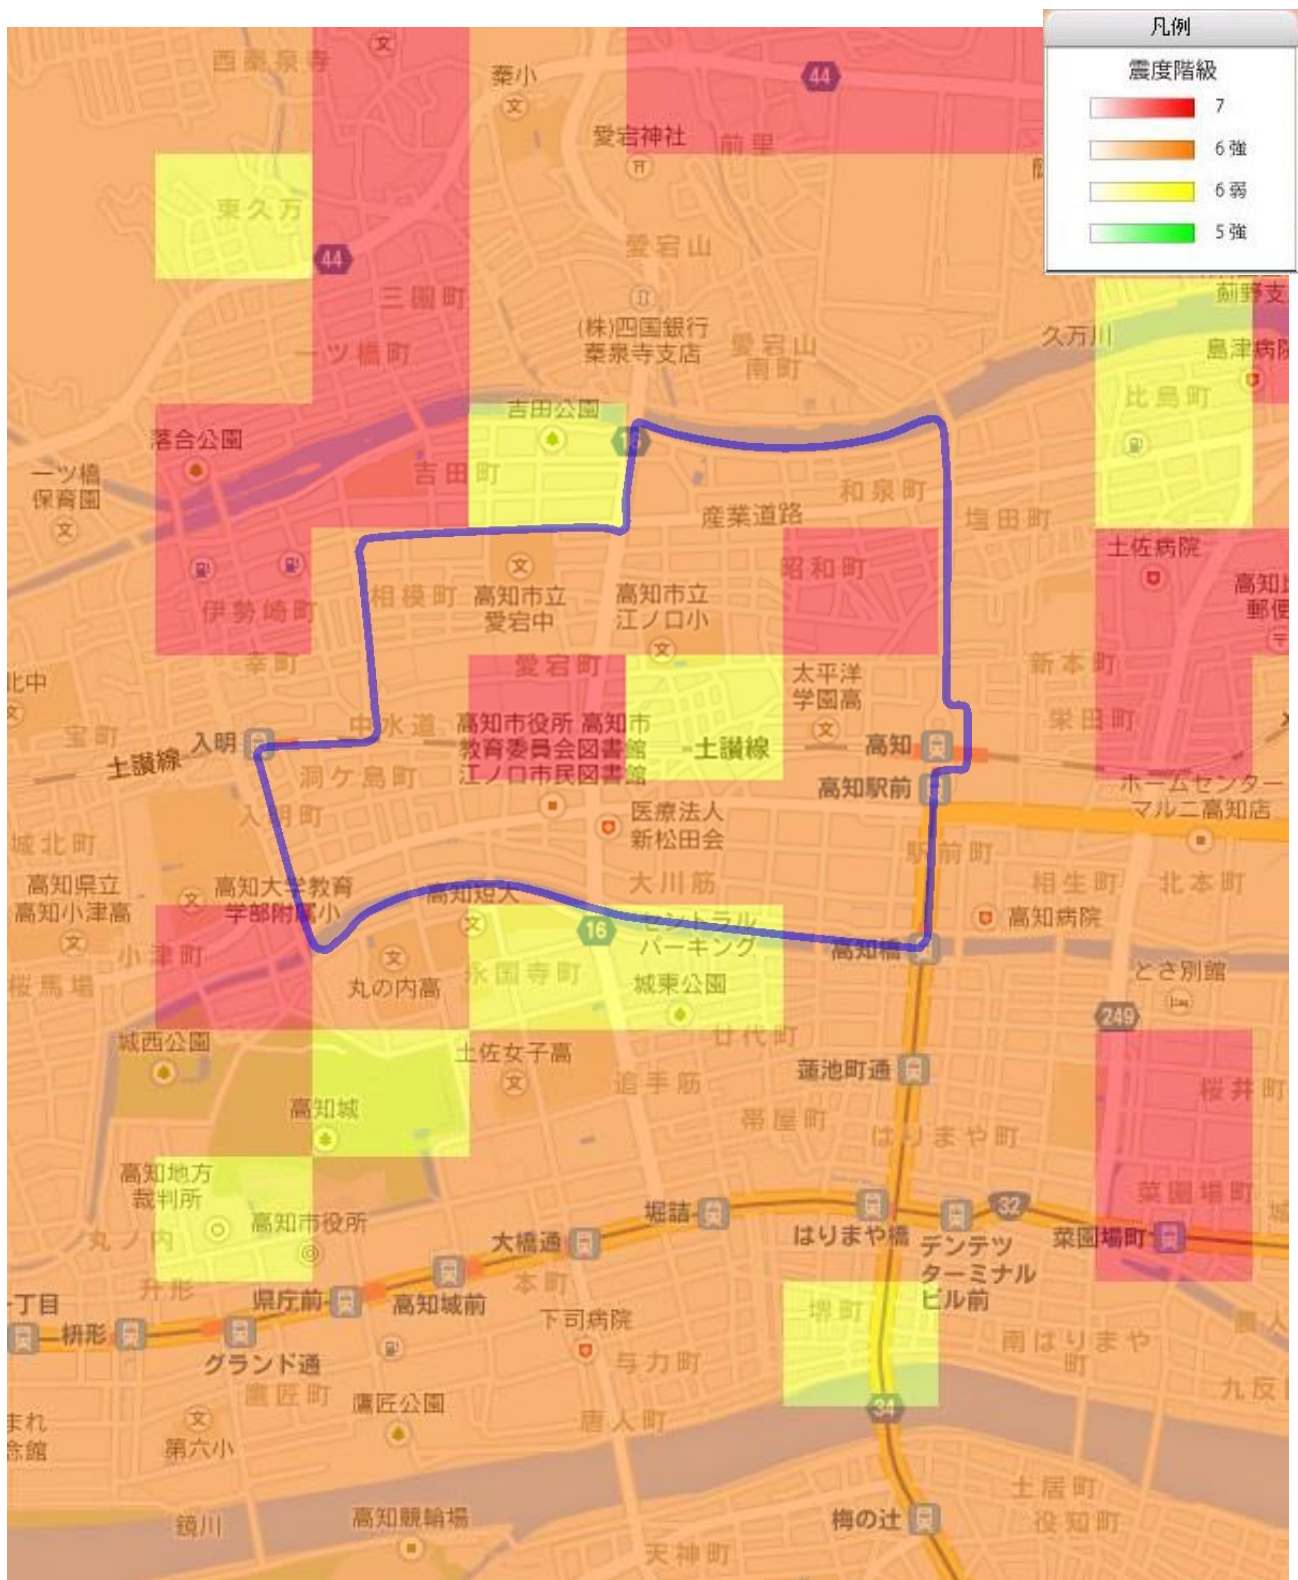 凡例
震度階級
7
6強
6弱
5強
西秦泉寺
秦小
44
愛宕神社
前里
東久万
44
愛宕山
三園町
一ツ橋町
(株)四国銀行
秦泉寺支店
愛宕山
南町
久万川
薊野支
島津病院
比島町
吉田公園
落合公園
一ツ橋
保育園
吉田町
和泉町
産業道路
塩田町
昭和町
土佐病院
伊勢崎町
相模町
高知市立
愛宕中
高知市立
江ノ口小
幸町
愛宕町
太平洋
学園高
新本町
北中
宝町
入明
土讃線
中水道
高知市役所 高知市
教育委員会図書館
江ノ口市民図書館
土讃線
高知
栄田町
高知駅前
洞ケ島町
入明町
ホームセンター
マルニ高知店
医療法人
新松田会
城北町
駅前町
高知県立
高知小津高
高知大学教育
学部附属小
高知短大
大川筋
相生町
北本町
高知病院
16
セントラル
パーキング
小津町
高知橋
桜馬場
丸の内高
永国寺町
城東公園
とさ別館
249
城西公園
土佐女子高
廿代町
蓮池町通
追手筋
桜井町
高知城
帯屋町
はりまや町
高知地方
裁判所
菜園場町
高知市役所
堀詰
32
丸ノ内
大橋通
はりまや橋
デンテツ
ターミナル
ビル前
菜園場町
升形
本町
県庁前
高知城前
堺町
下司病院
枡形
グランド通
与力町
南はりまや
町
鷹匠町
鷹匠公園
九反
34
唐人町
第六小
土居町
鏡川
高知競輪場
梅の辻
役知町
天神町